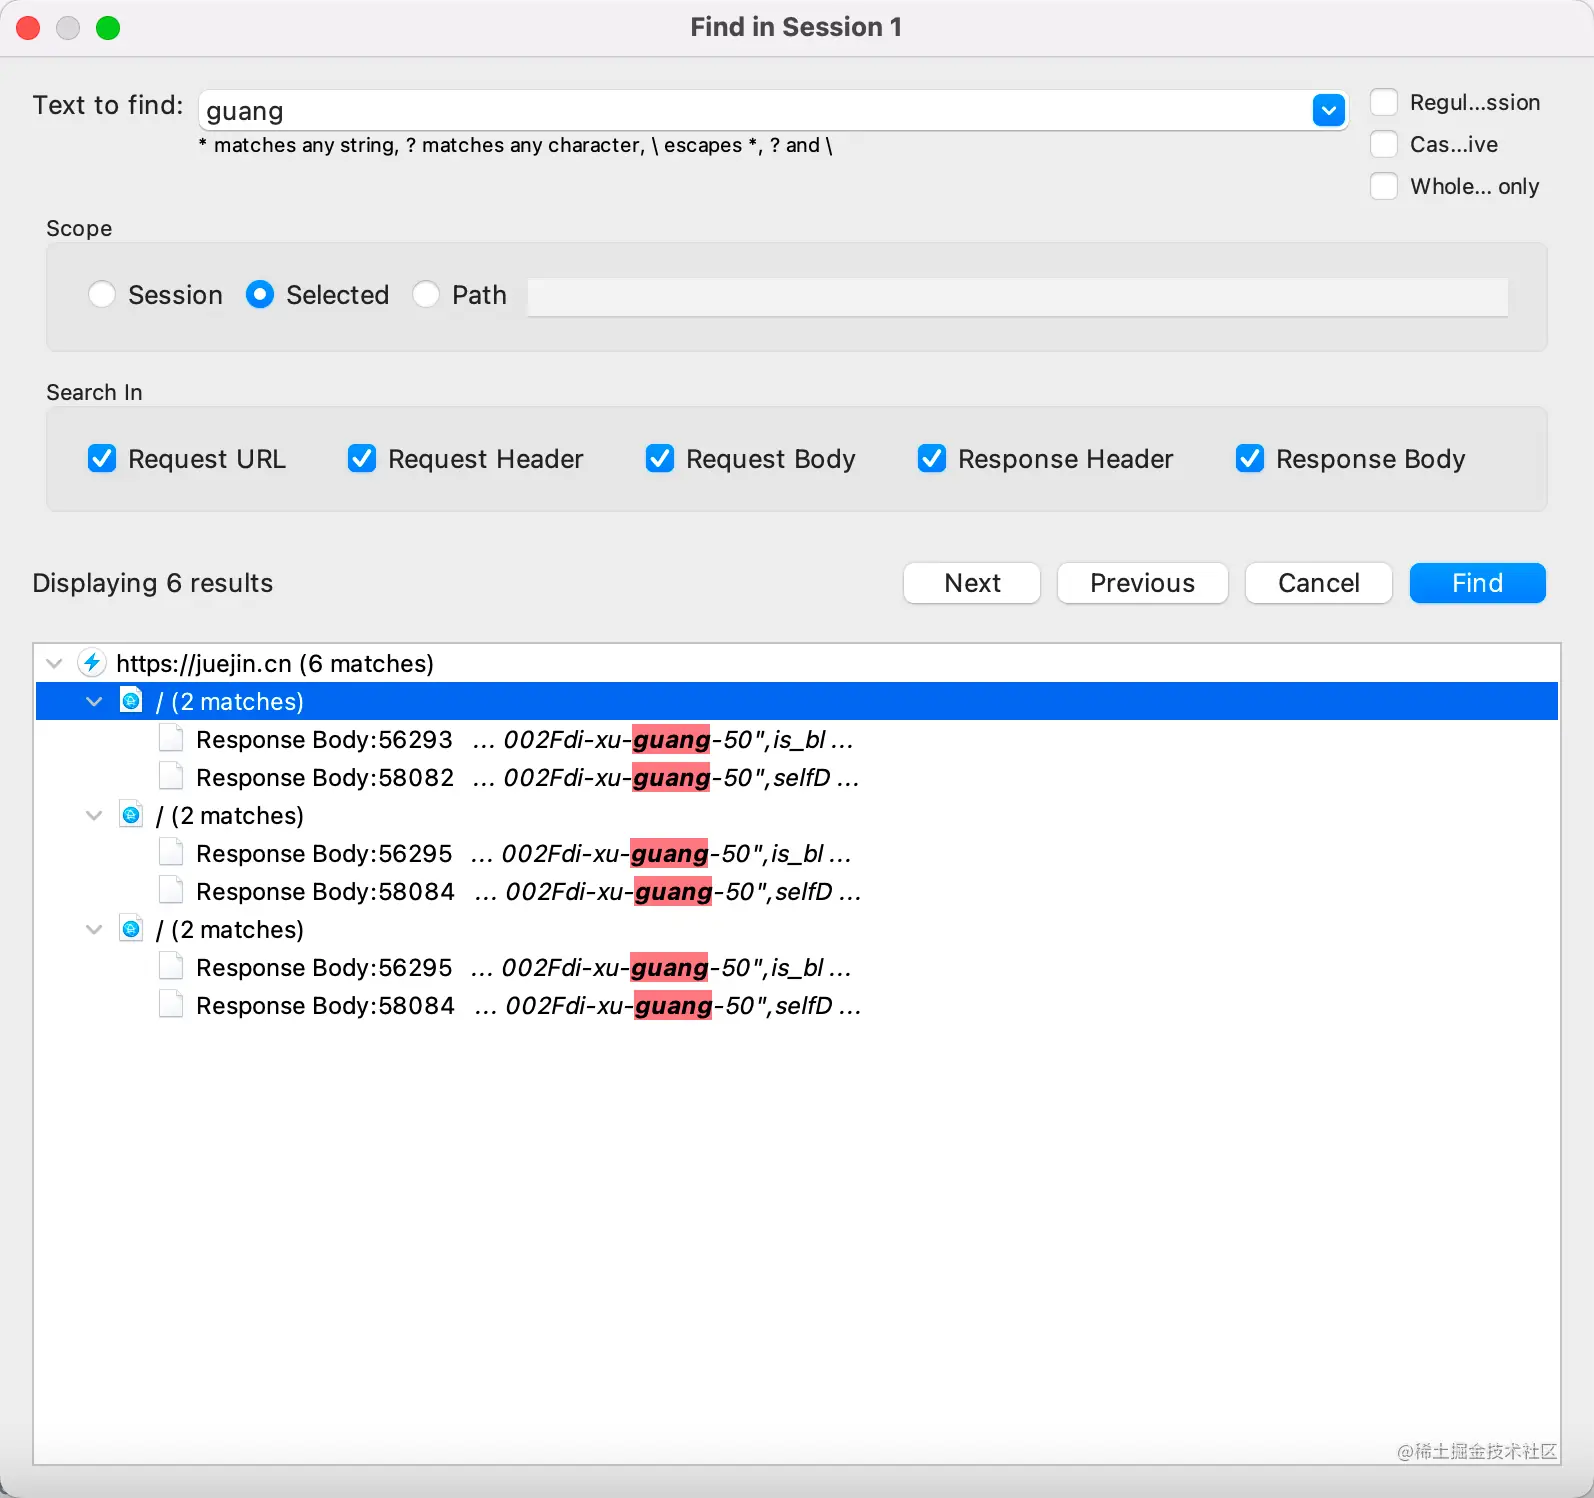 Find in Session 1
Text to find: guang
* matches any string, ? matches any character, \ escapes *, ? and \
Regul...ssion
Cas...ive
Whole... only
Scope
Session Selected Path
Search In
Request URL Request Header Request Body Response Header Response Body
Displaying 6 results Next Previous Cancel Find
https://juejin.cn (6 matches)
/ (2 matches)
Response Body:56293 ... 002Fdi-xu-guang-50",is_bl ...
Response Body:58082 ... 002Fdi-xu-guang-50",selfD ...
/ (2 matches)
Response Body:56295 ... 002Fdi-xu-guang-50",is_bl ...
Response Body:58084 ... 002Fdi-xu-guang-50",selfD ...
/ (2 matches)
Response Body:56295 ... 002Fdi-xu-guang-50",is_bl ...
Response Body:58084 ... 002Fdi-xu-guang-50",selfD ...
@稀土掘金技术社区